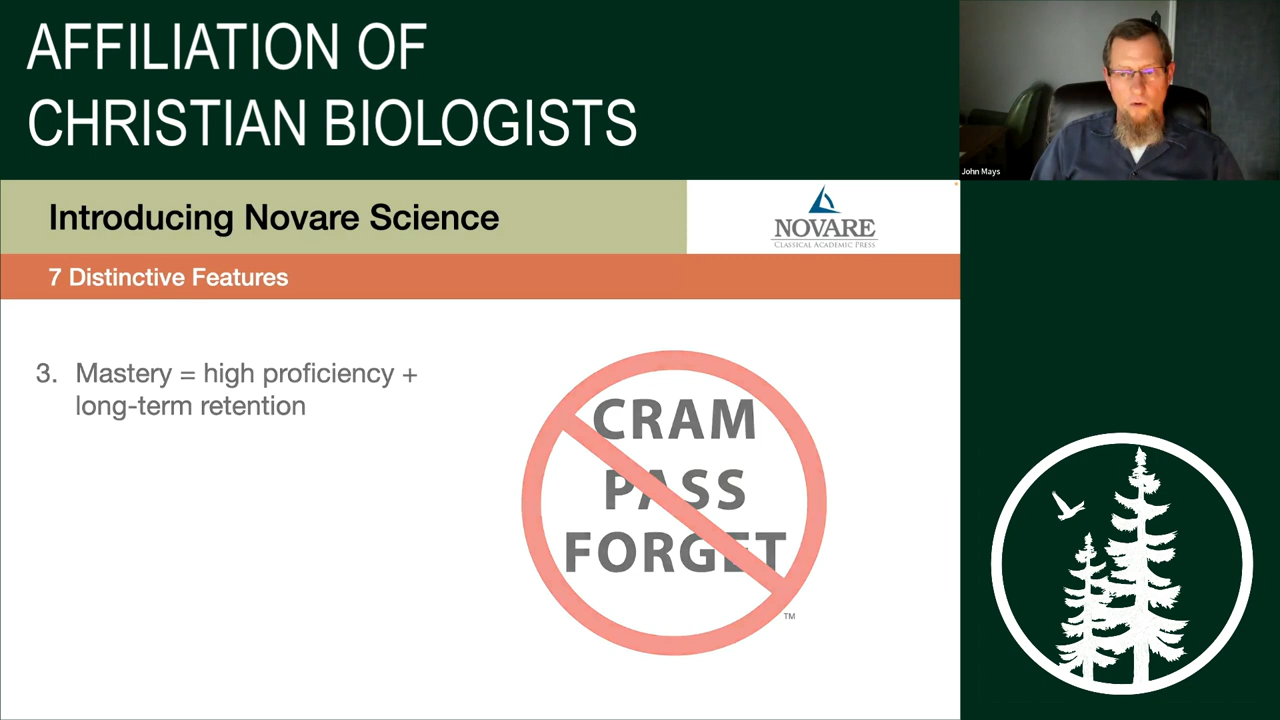 AFFILIATION OF
CHRISTIAN BIOLOGISTS
John Mays
Introducing Novare Science
NOVARE
CLASSICAL ACADEMIC PRESS
7 Distinctive Features
3. Mastery = high proficiency +
long-term retention
CRAM
PASS
FORGET
TM